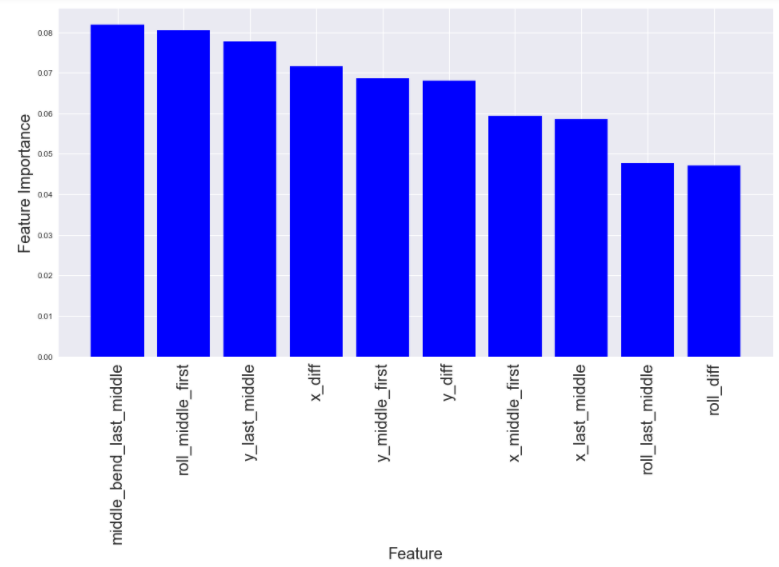 Feature Importance
0.08
0.07
0.06
0.05
0.04
0.03
0.02
0.01
0.00
middle_bend_last_middle
roll_middle_first
y_last_middle
x_diff
y_middle_first
y_diff
x_middle_first
x_last_middle
roll_last_middle
roll_diff
Feature